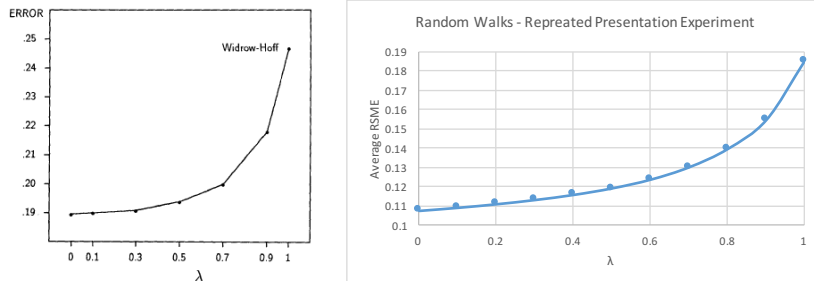 ERROR
.25
.24
.22
.21
.20
.19
Widrow-Hoff
0 0.1 0.3 0.5 0.7 0.9 1
λ
Random Walks - Repreated Presentation Experiment
Average RSME
0.19
0.18
0.17
0.16
0.15
0.14
0.13
0.12
0.11
0.1
0 0.2 0.4 0.6 0.8 1
λ